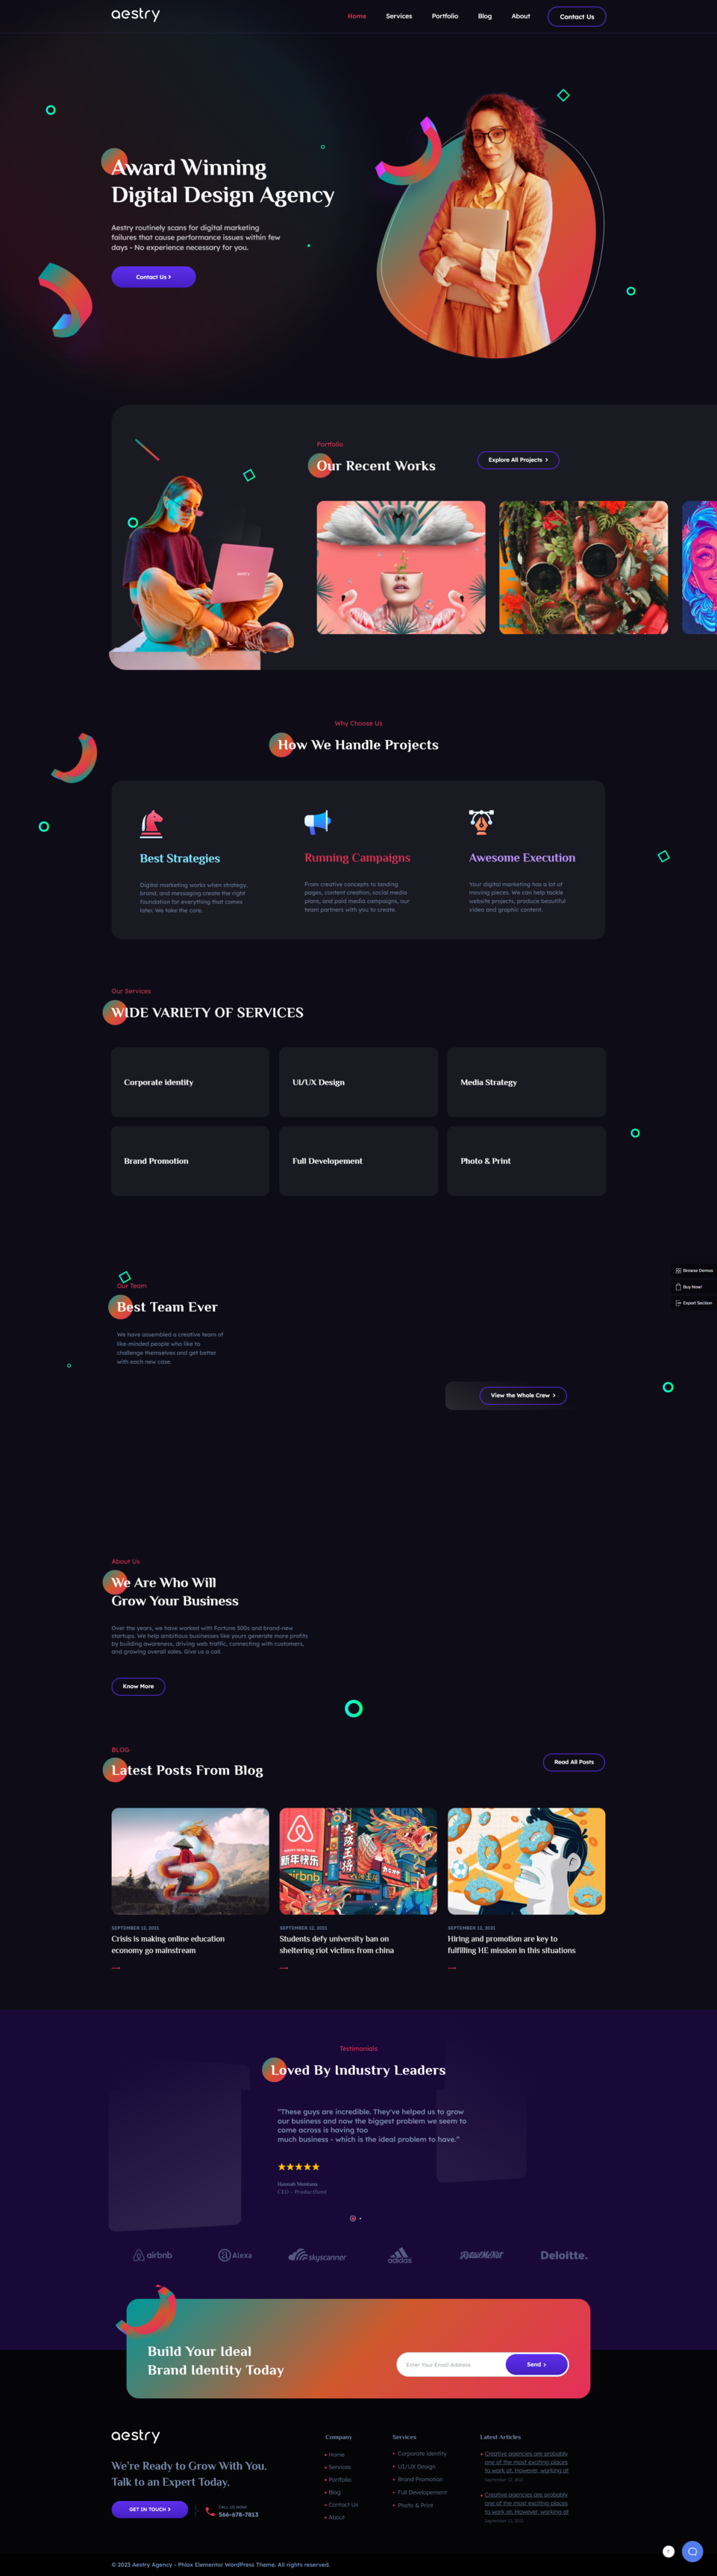 aestry
Home Services Portfolio Blog About Contact Us
Award Winning
Digital Design Agency
Aestry routinely scans for digital marketing
failures that cause performance issues within few
days - No experience necessary for you.
Contact Us >
Portfolio
Our Recent Works
Explore All Projects >
Why Choose Us
How We Handle Projects
Best Strategies
Digital marketing works when strategy,
brand, and messaging create the right
foundation for everything that comes
later. We take the care.
Running Campaigns
From creative concepts to landing
pages, content creation, social media
plans, and paid media campaigns, our
team partners with you to create.
Awesome Execution
Your digital marketing has a lot of
moving pieces. We can help tackle
website projects, produce beautiful
video and graphic content.
Our Services
WIDE VARIETY OF SERVICES
Corporate identity
UI/UX Design
Media Strategy
Brand Promotion
Full Developement
Photo & Print
Browse Demos
Buy Now!
Export Section
Our Team
Best Team Ever
We have assembled a creative team of
like-minded people who like to
challenge themselves and get better
with each new case.
View the Whole Crew >
About Us
We Are Who Will
Grow Your Business
Over the years, we have worked with Fortune 500s and brand-new
startups. We help ambitious businesses like yours generate more profits
by building awareness, driving web traffic, connecting with customers,
and growing overall sales. Give us a call.
Know More
BLOG
Latest Posts From Blog
Read All Posts
新年快乐
airbnb
大阪王将
SEPTEMBER 12, 2021
Crisis is making online education
economy go mainstream
SEPTEMBER 12, 2021
Students defy university ban on
sheltering riot victims from china
SEPTEMBER 12, 2021
Hiring and promotion are key to
fulfilling HE mission in this situations
Testimonials
Loved By Industry Leaders
"These guys are incredible. They've helped us to grow
our business and now the biggest problem we seem to
come across is having too
much business - which is the ideal problem to have."
Hannah Montana
CEO - Producthood
airbnb Alexa skyscanner adidas RetailMeNot Deloitte.
Build Your Ideal
Brand Identity Today
Enter Your Email Address
Send >
aestry
We're Ready to Grow With You.
Talk to an Expert Today.
GET IN TOUCH >
CALL US NOW!
566-678-7813
Company
Home
Services
Portfolio
Blog
Contact Us
About
Services
Corporate identity
UI/UX Design
Brand Promotion
Full Developement
Photo & Print
Latest Articles
Creative agencies are probably
one of the most exciting places
to work at. However, working at
September 12, 2021
Creative agencies are probably
one of the most exciting places
to work at. However, working at
September 12, 2021
© 2023 Aestry Agency - Phlox Elementor WordPress Theme. All rights reserved.